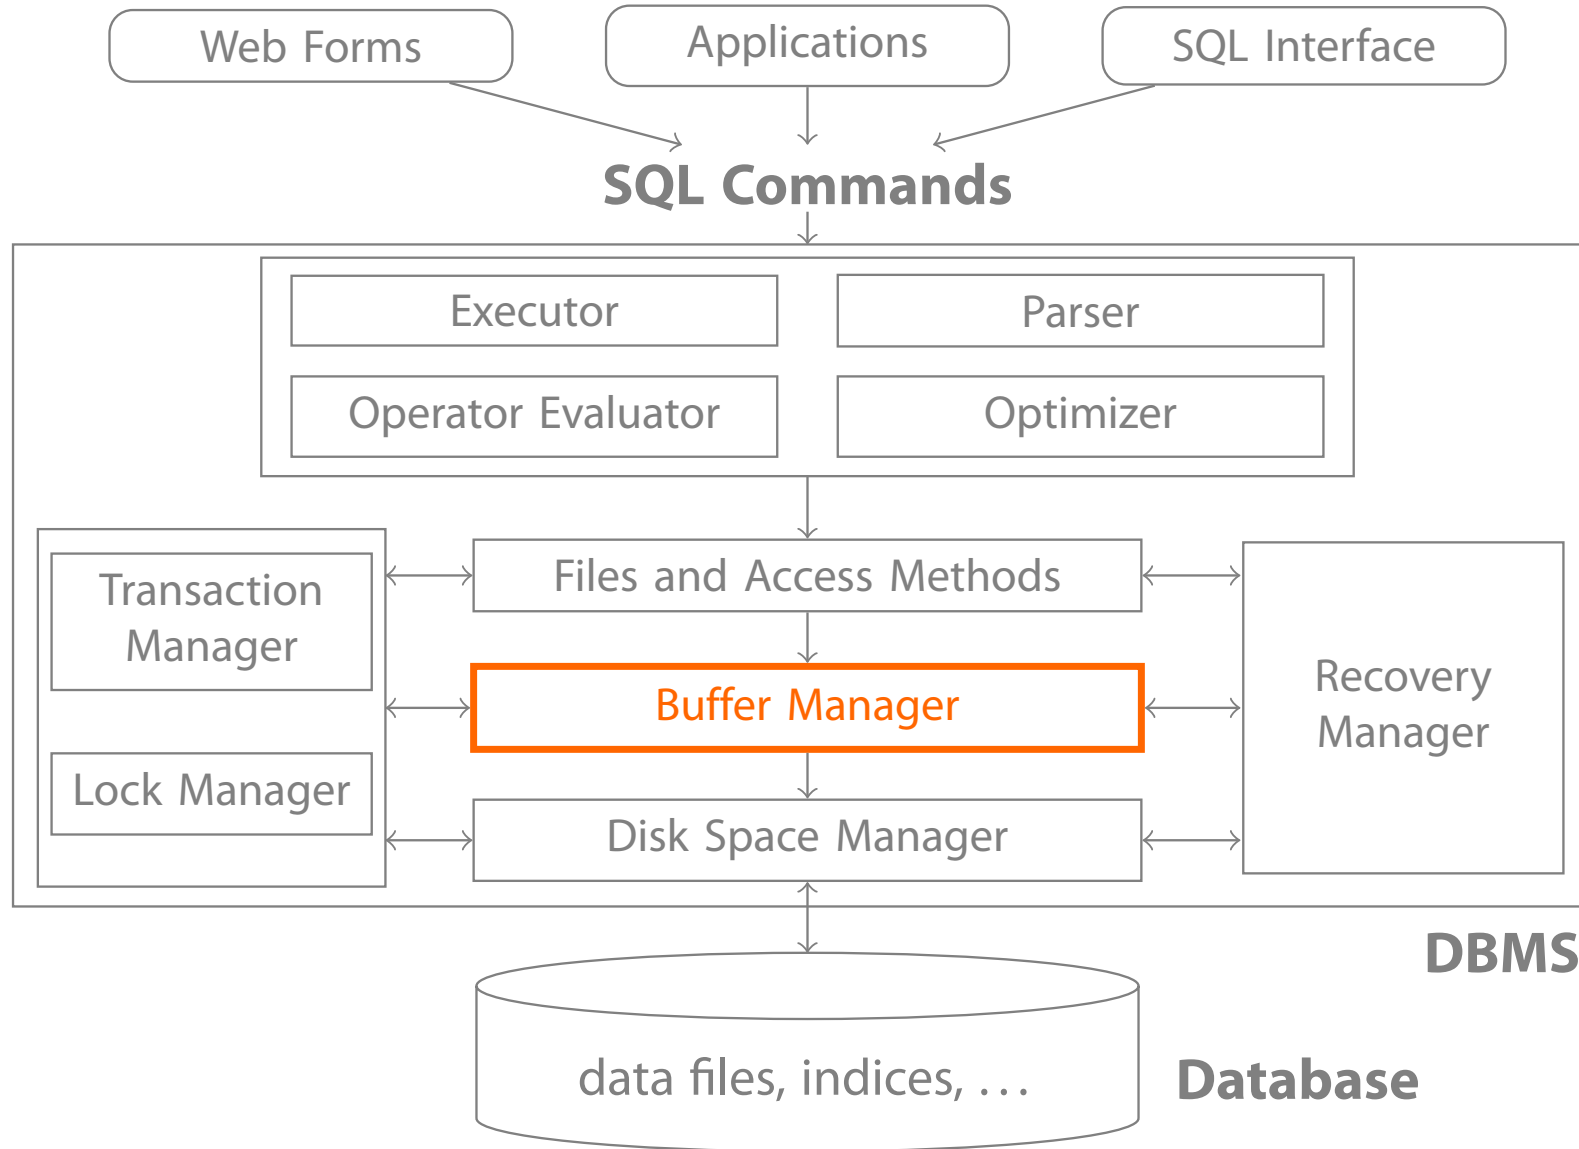 Web Forms
Applications
SQL Interface
SQL Commands
Executor
Parser
Operator Evaluator
Optimizer
Transaction
Manager
Lock Manager
Files and Access Methods
Buffer Manager
Disk Space Manager
Recovery
Manager
DBMS
data files, indices, …
Database